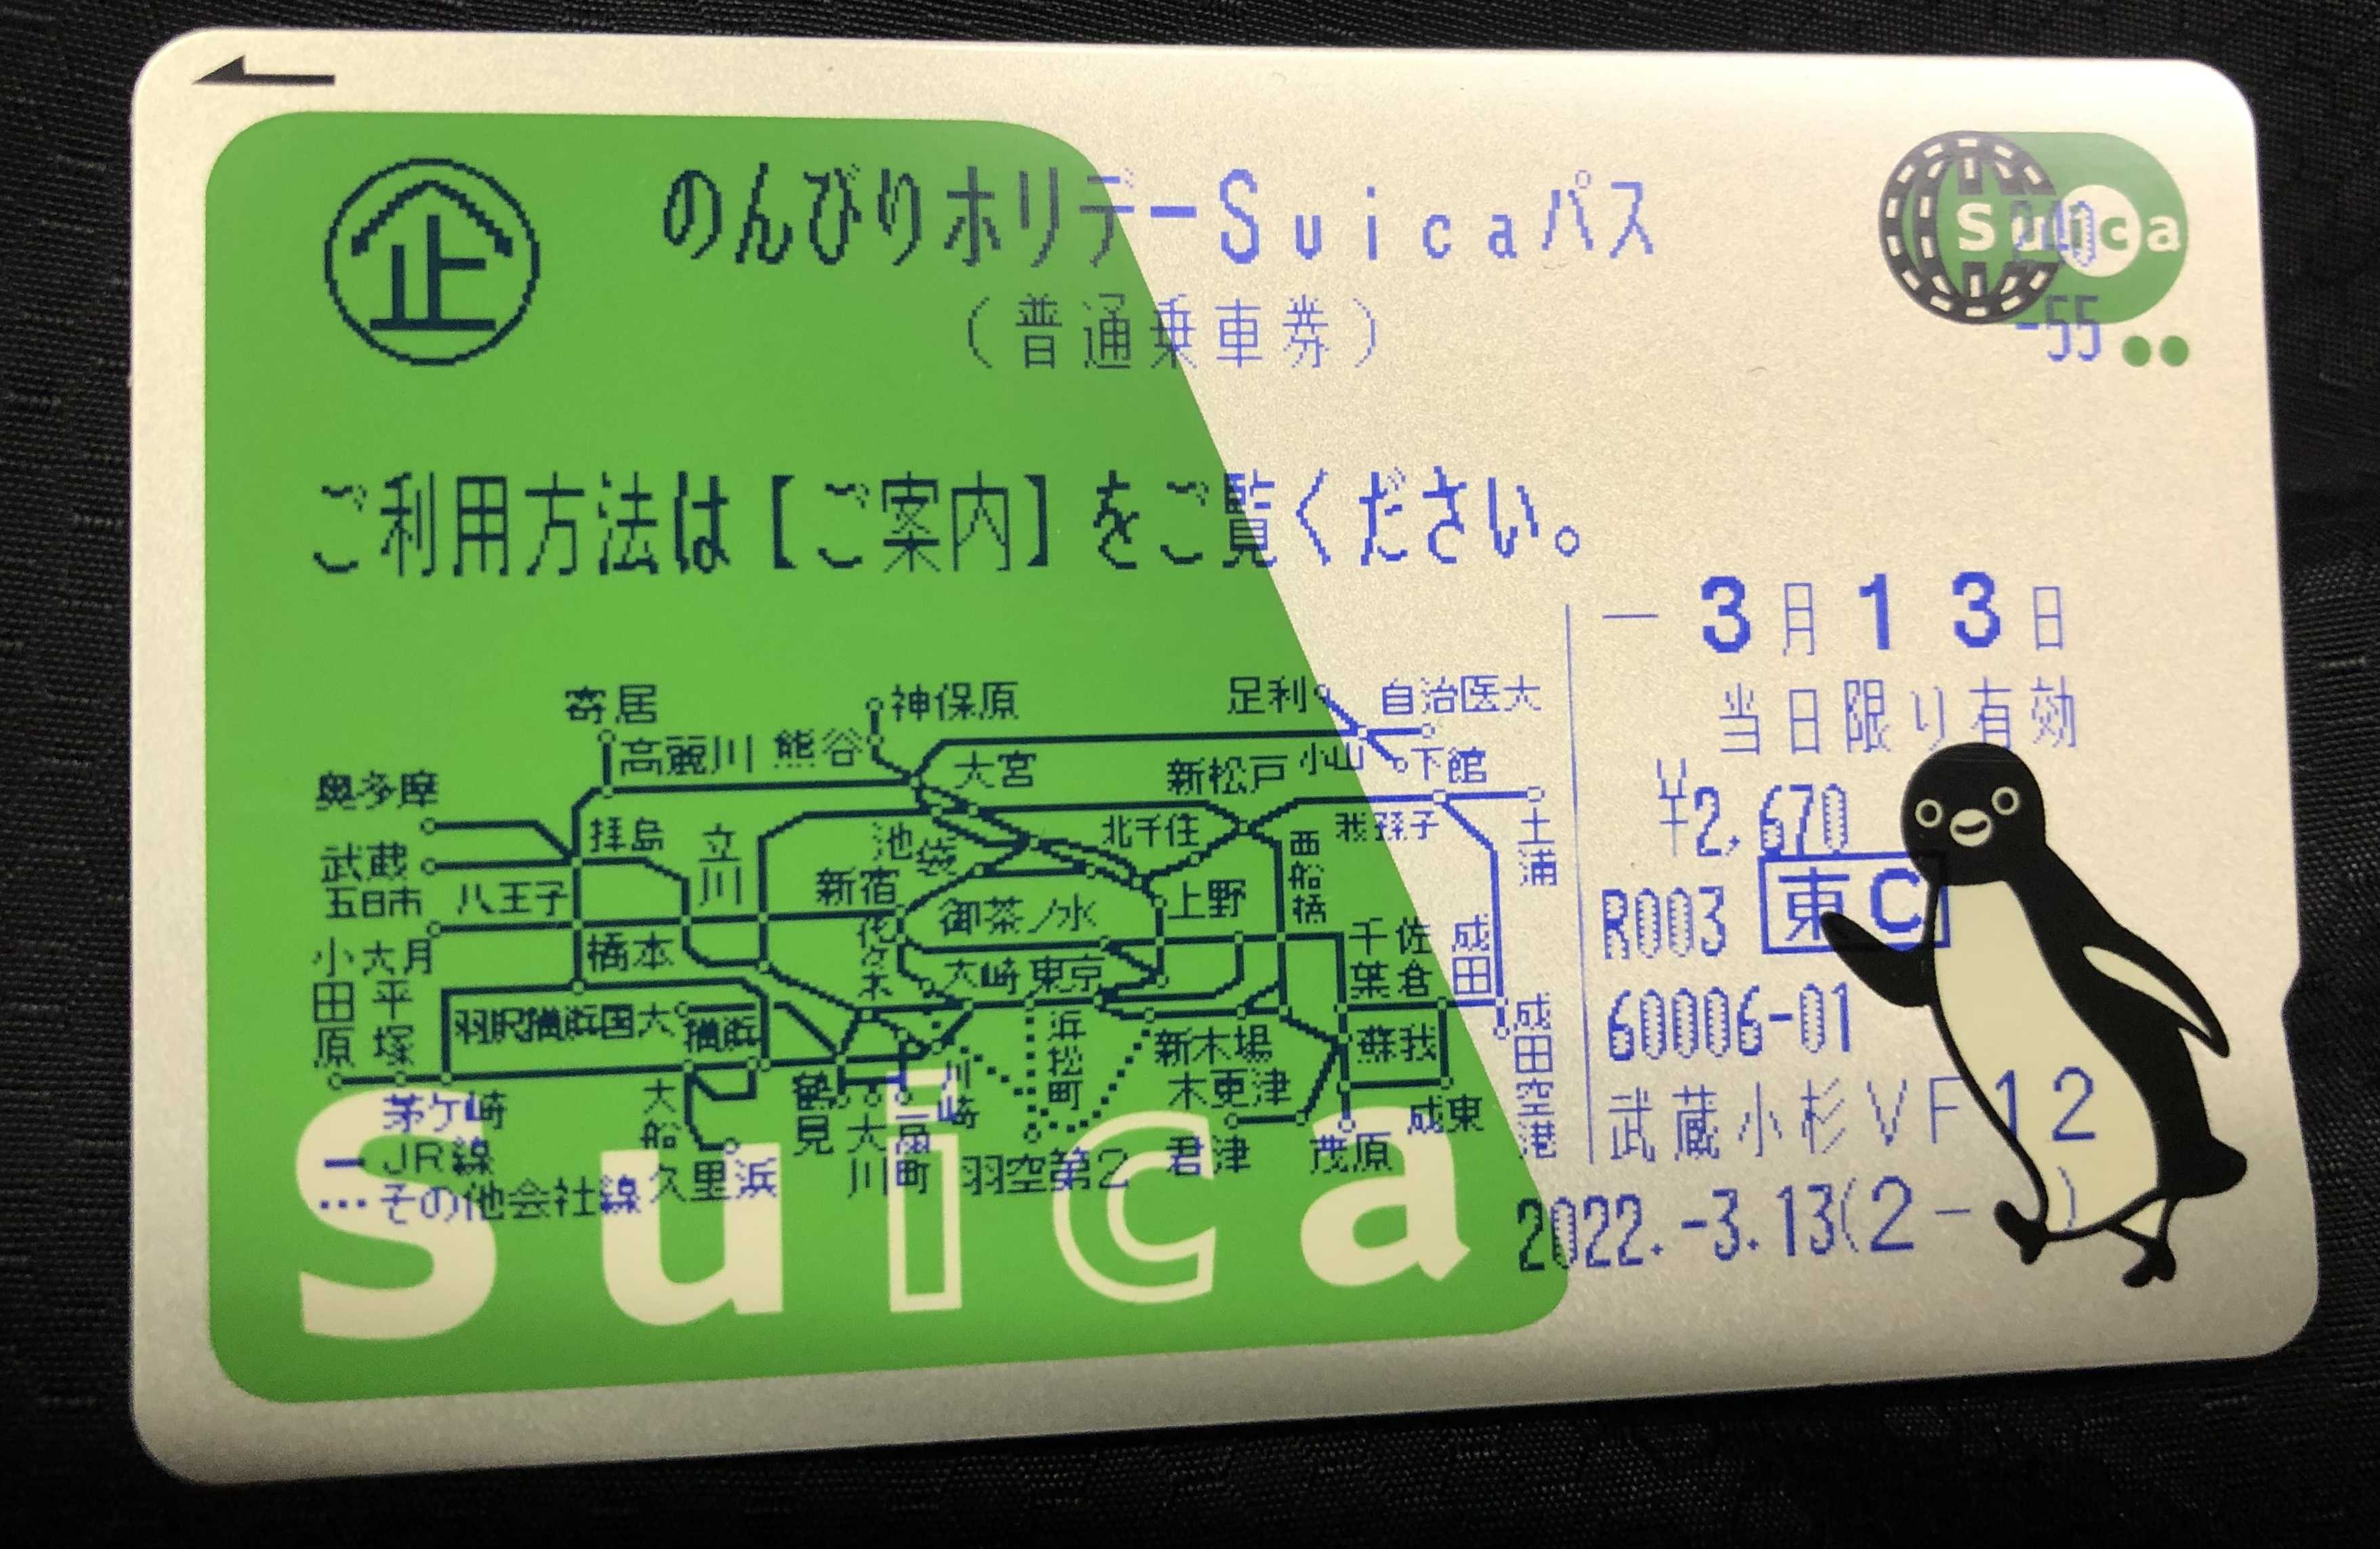 企
のんびりホリデーSuicaパス
(普通乗車券)
Suica
240
-55
ご利用方法は【ご案内】をご覧ください。
-3月13日
当日限り有効
¥2,670
R003 東C
60006-01
武蔵小杉VF12
2022.-3.13(2-)
寄居
神保原
足利
自治医大
高麗川
熊谷
大宮
新松戸
小山
下館
奥多摩
拝島
立川
池袋
北千住
西船橋
我孫子
土浦
武蔵五日市
八王子
新宿
御茶ノ水
上野
小田原
大月
平塚
橋本
代々木
大崎
東京
千葉
佐倉
成田
羽沢横浜国大
横浜
浜松町
新木場
蘇我
成田空港
茅ケ崎
大船
鶴見
大川
扇町
川崎
木更津
成東
久里浜
羽空第2
君津
茂原
JR線
その他会社線
Suica